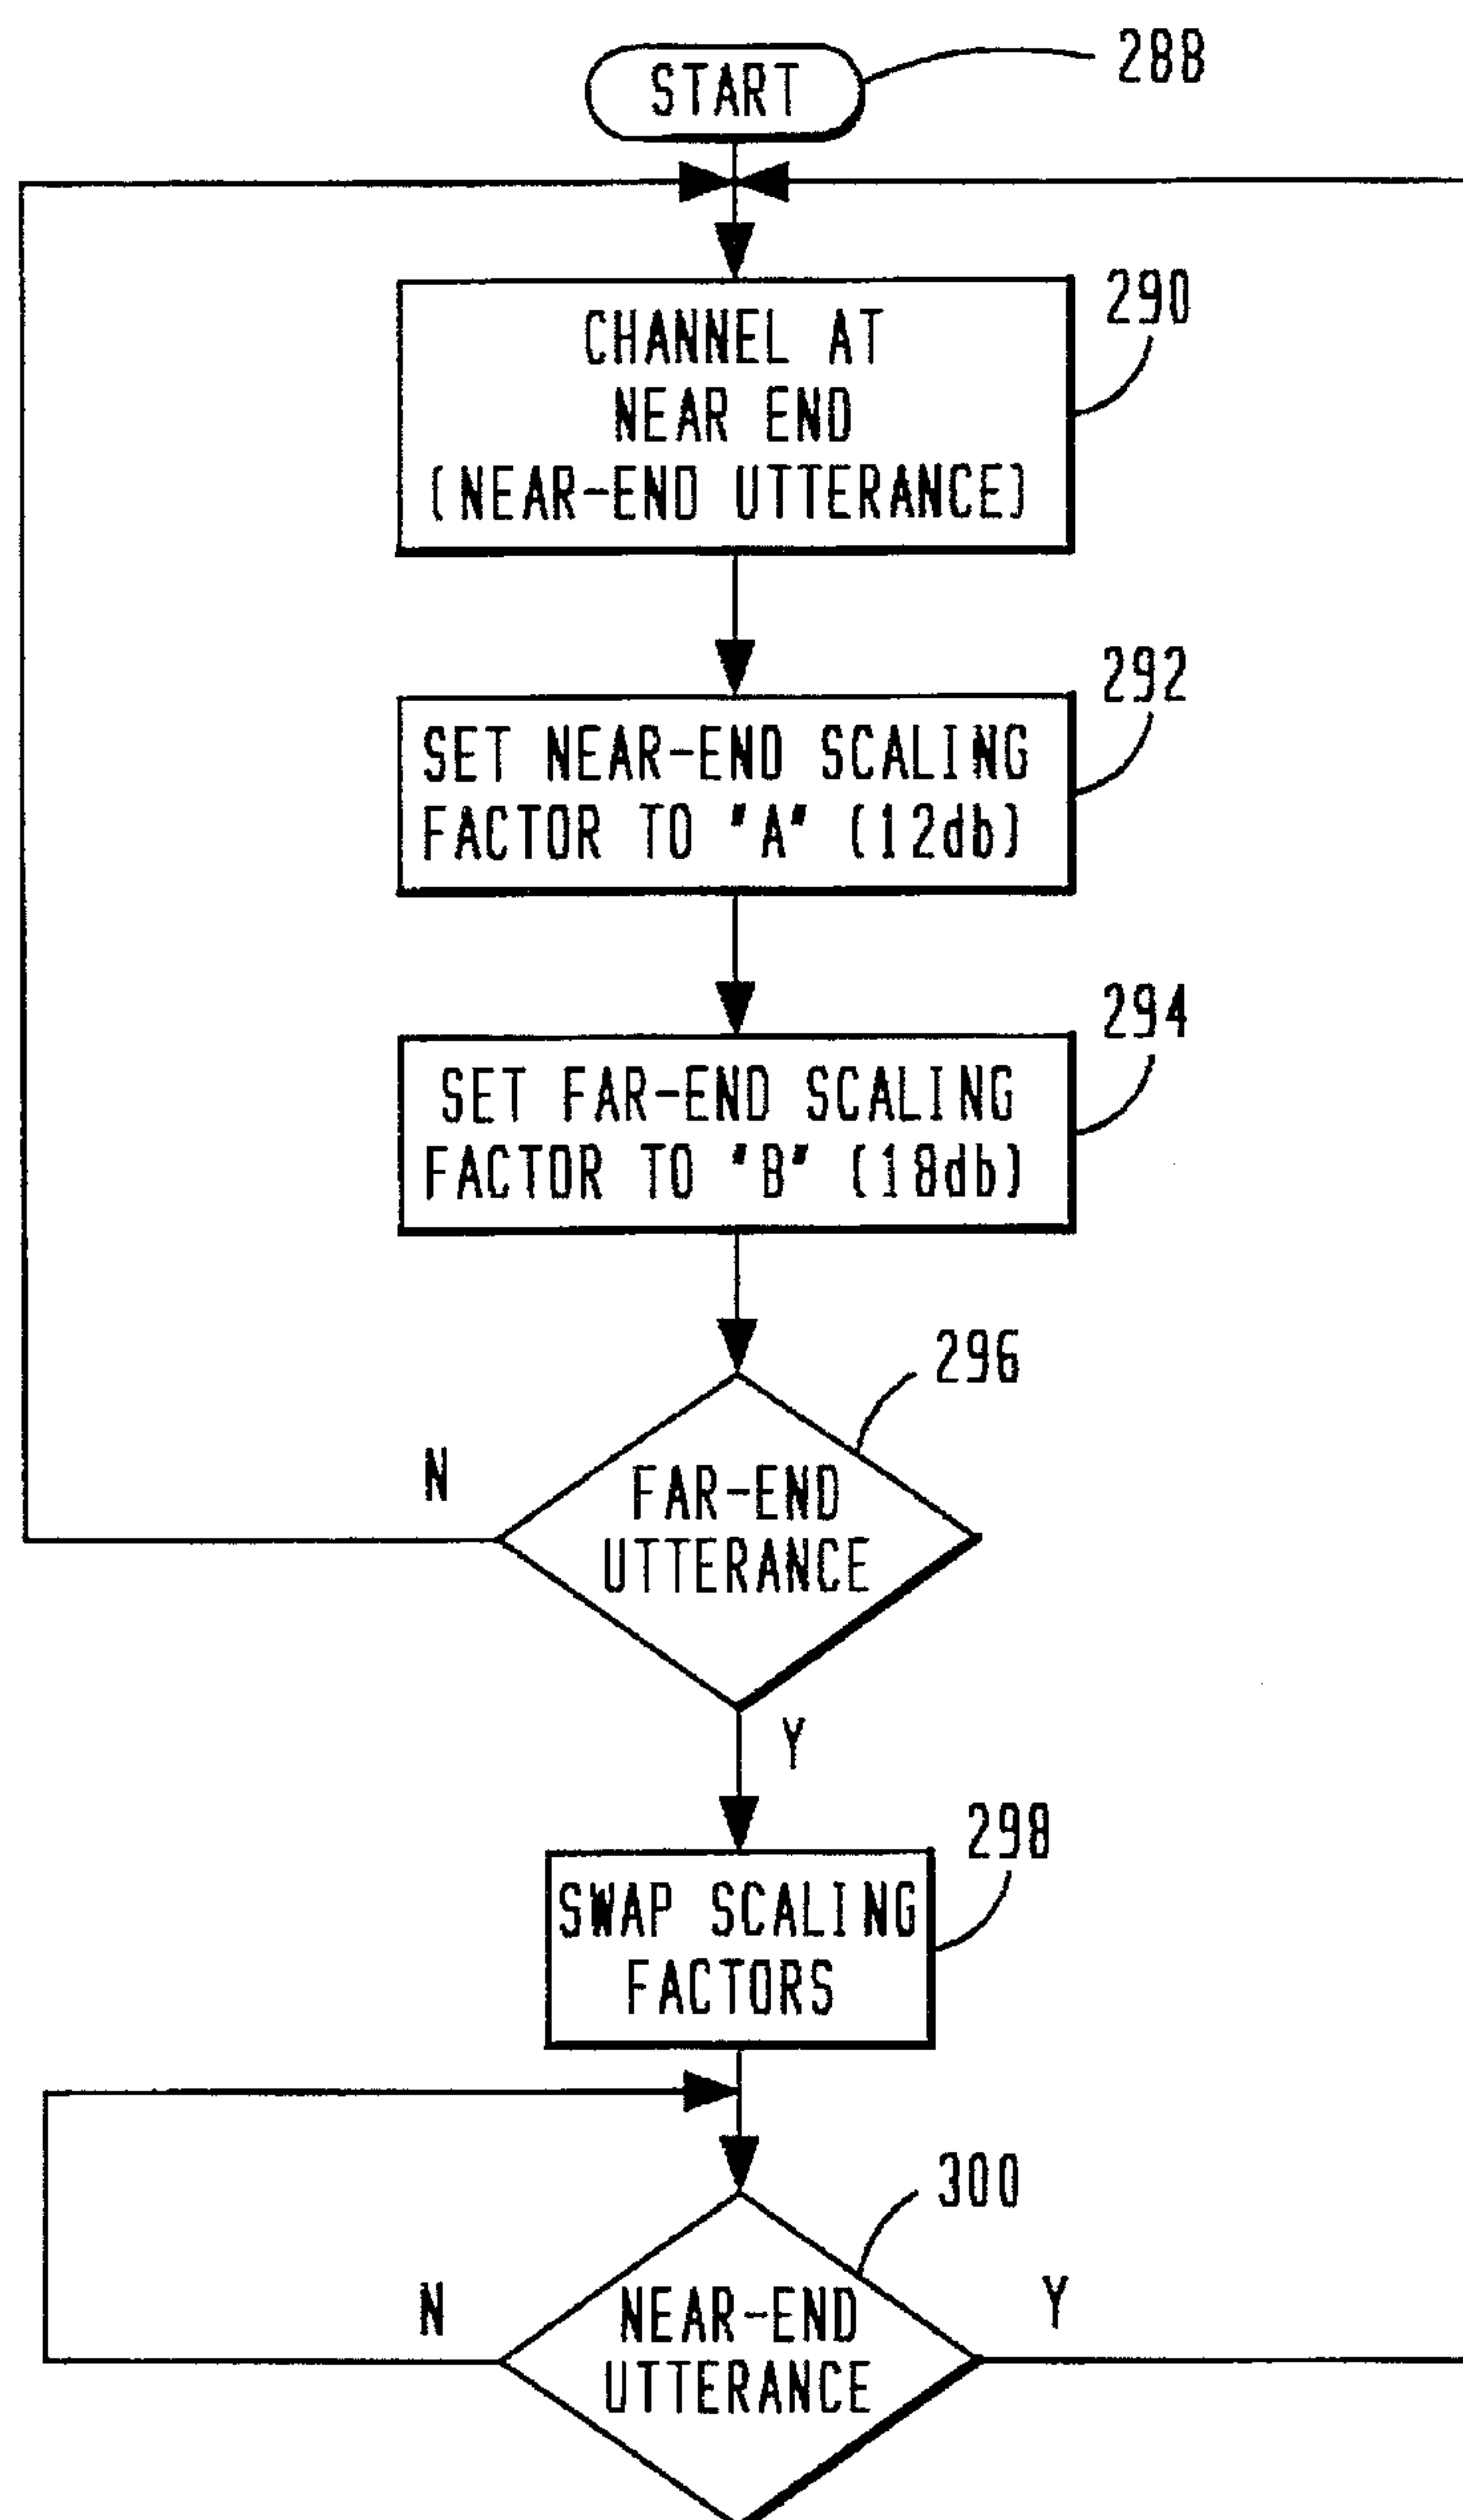 START
288
CHANNEL AT
NEAR END
(NEAR-END UTTERANCE)
290
SET NEAR-END SCALING
FACTOR TO "A" (12db)
292
SET FAR-END SCALING
FACTOR TO "B" (18db)
294
FAR-END
UTTERANCE
296
N
Y
SWAP SCALING
FACTORS
298
NEAR-END
UTTERANCE
300
N
Y